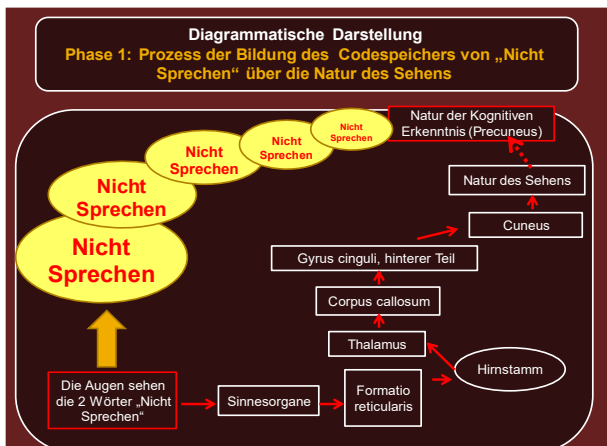 Diagrammatische Darstellung
Phase 1: Prozess der Bildung des Codespeichers von „Nicht
Sprechen“ über die Natur des Sehens
Nicht
Sprechen
Nicht
Sprechen
Nicht
Sprechen
Nicht
Sprechen
Nicht
Sprechen
Natur der Kognitiven
Erkenntnis (Precuneus)
Natur des Sehens
Cuneus
Gyrus cinguli, hinterer Teil
Corpus callosum
Thalamus
Hirnstamm
Die Augen sehen
die 2 Wörter „Nicht
Sprechen“
Sinnesorgane
Formatio
reticularis